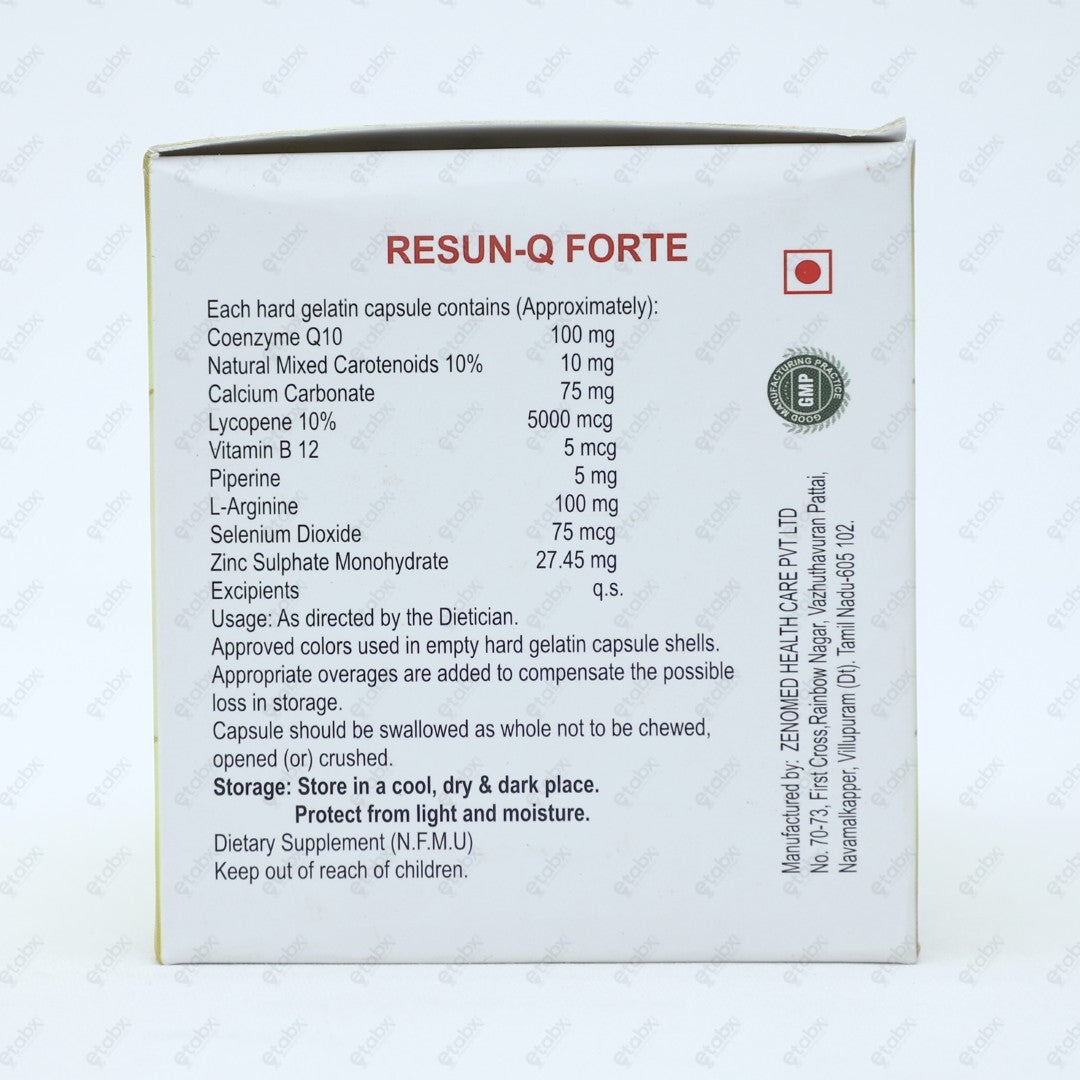 RESUN-Q FORTE
Each hard gelatin capsule contains (Approximately):
Coenzyme Q10 100 mg
Natural Mixed Carotenoids 10% 10 mg
Calcium Carbonate 75 mg
Lycopene 10% 5000 mcg
Vitamin B 12 5 mcg
Piperine 5 mg
L-Arginine 100 mg
Selenium Dioxide 75 mcg
Zinc Sulphate Monohydrate 27.45 mg
Excipients q.s.
Usage: As directed by the Dietician.
Approved colors used in empty hard gelatin capsule shells.
Appropriate overages are added to compensate the possible
loss in storage.
Capsule should be swallowed as whole not to be chewed,
opened (or) crushed.
Storage: Store in a cool, dry & dark place.
Protect from light and moisture.
Dietary Supplement (N.F.M.U)
Keep out of reach of children.
GOOD MANUFACTURING PRACTICE
GMP
Manufactured by: ZENOMED HEALTH CARE PVT LTD
No. 70-73, First Cross,Rainbow Nagar, Vazhuthavuran Pattai,
Navamalkapper, Villupuram (Dt). Tamil Nadu-605 102.
etabx